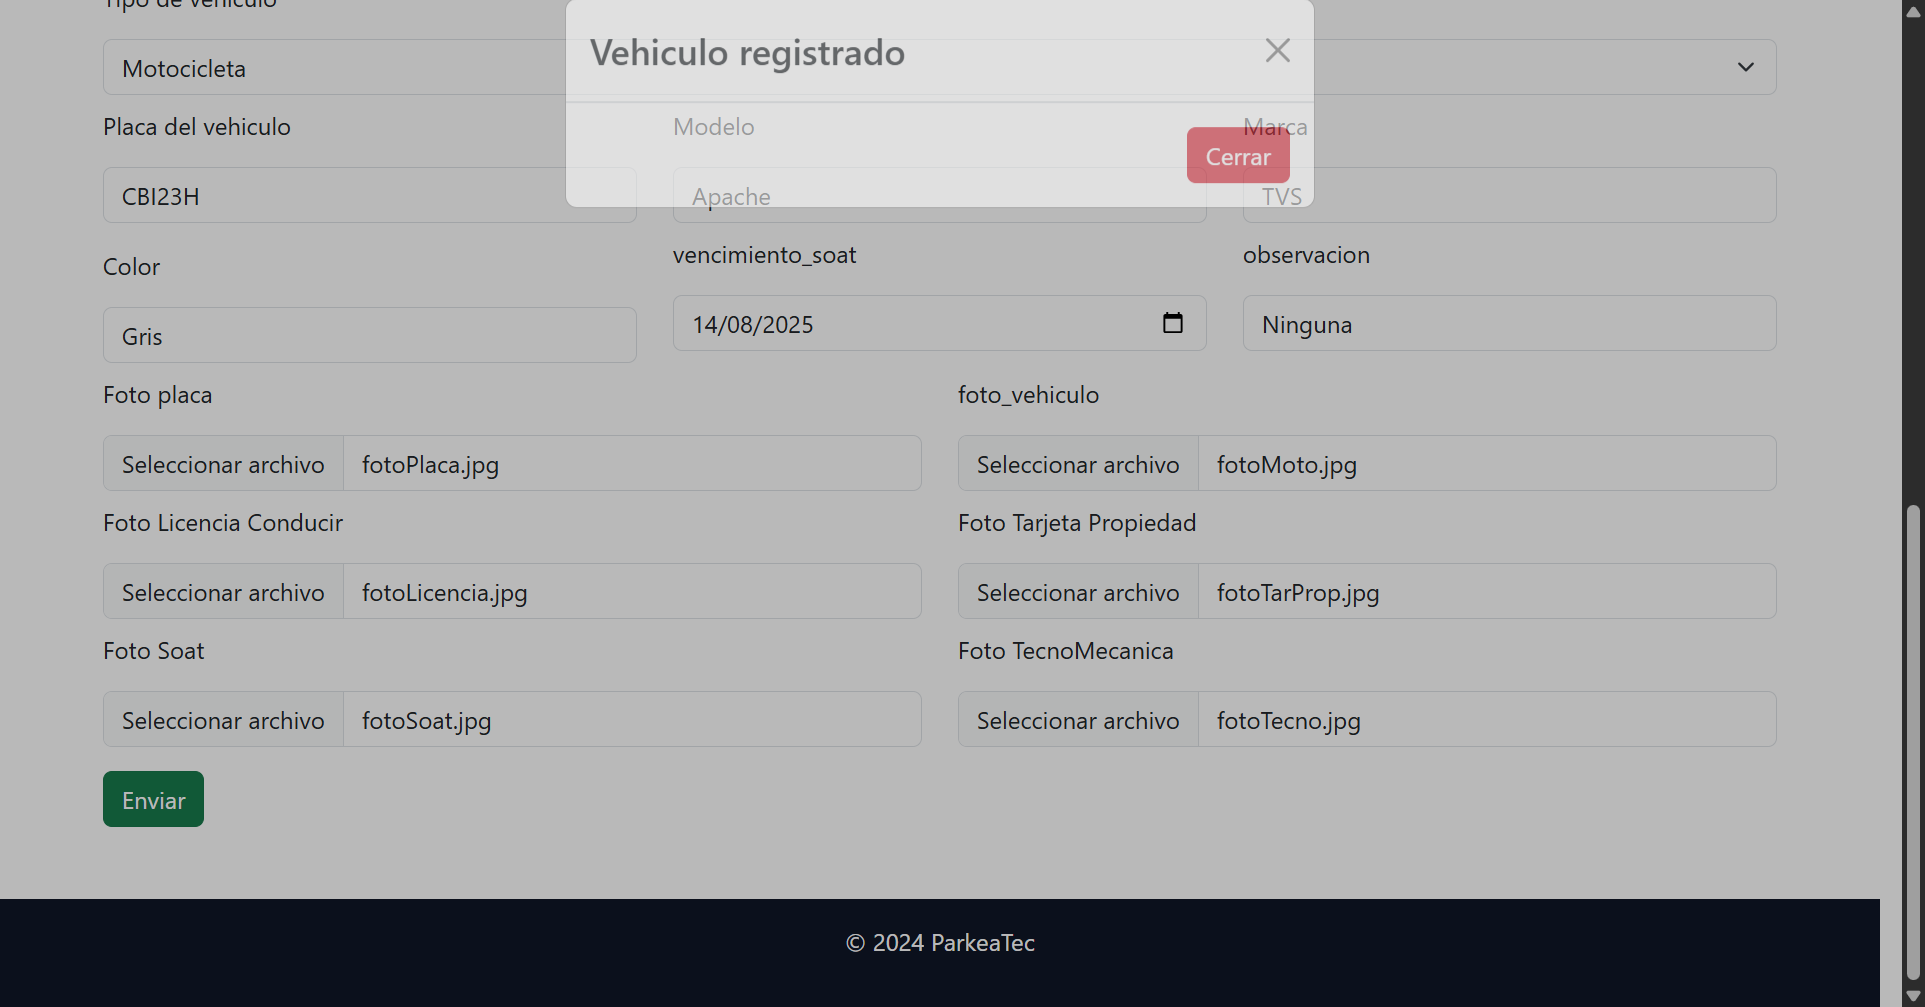 Tipo de vehiculo
Vehiculo registrado
Motocicleta
Placa del vehiculo
Modelo
Marca
Cerrar
CBI23H
Apache
TVS
Color
vencimiento_soat
observacion
Gris
14/08/2025
Ninguna
Foto placa
foto_vehiculo
Seleccionar archivo fotoPlaca.jpg
Seleccionar archivo fotoMoto.jpg
Foto Licencia Conducir
Foto Tarjeta Propiedad
Seleccionar archivo fotoLicencia.jpg
Seleccionar archivo fotoTarProp.jpg
Foto Soat
Foto TecnoMecanica
Seleccionar archivo fotoSoat.jpg
Seleccionar archivo fotoTecno.jpg
Enviar
© 2024 ParkeaTec